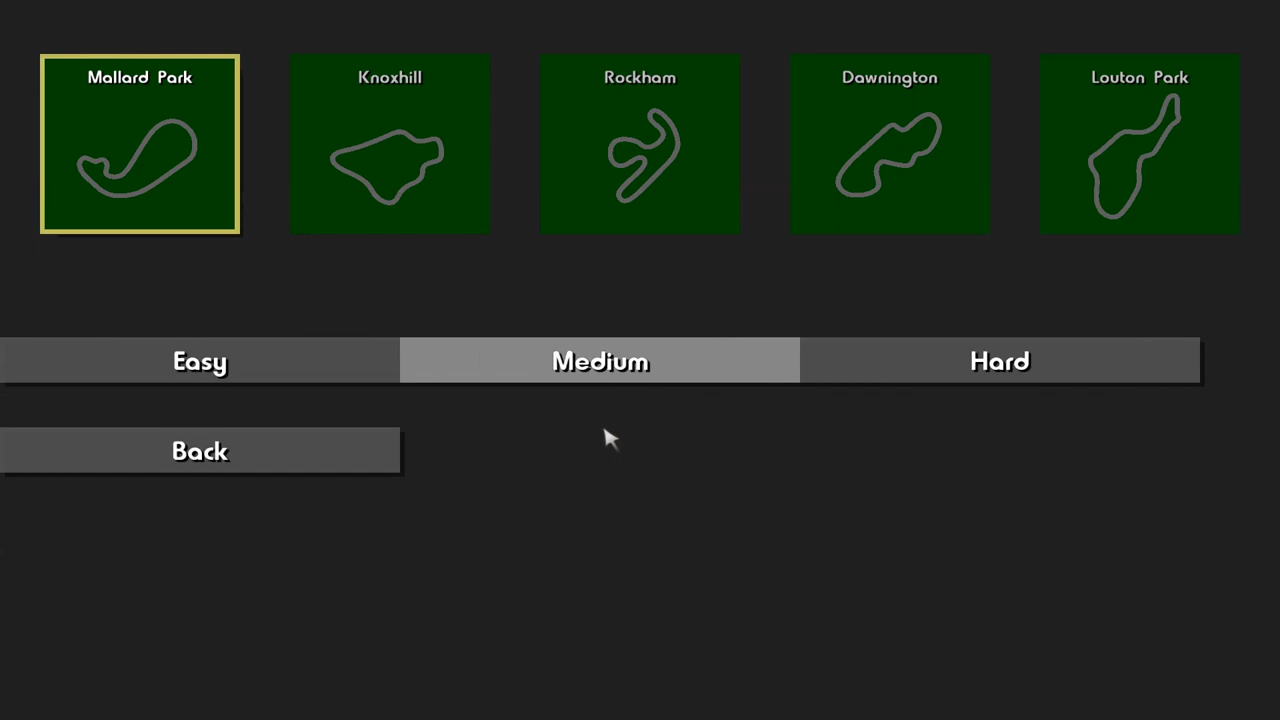 Mallard Park
Knoxhill
Rockham
Dawnington
Louton Park
Easy
Medium
Hard
Back